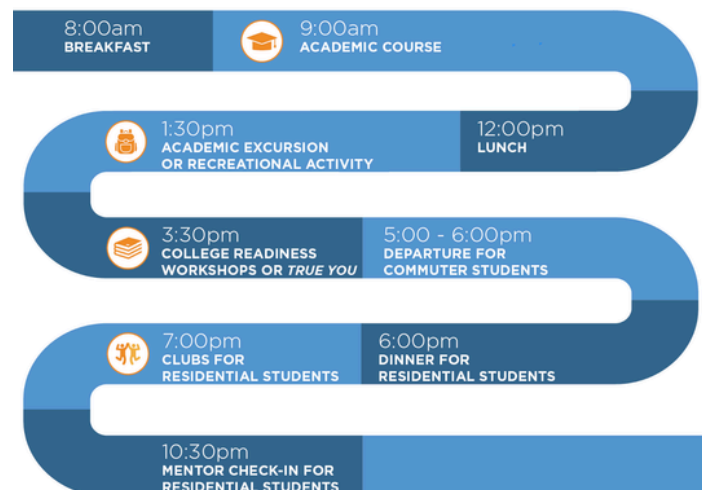 8:00am
BREAKFAST
9:00am
ACADEMIC COURSE
12:00pm
LUNCH
1:30pm
ACADEMIC EXCURSION
OR RECREATIONAL ACTIVITY
3:30pm
COLLEGE READINESS
WORKSHOPS OR TRUE YOU
5:00 - 6:00pm
DEPARTURE FOR
COMMUTER STUDENTS
6:00pm
DINNER FOR
RESIDENTIAL STUDENTS
7:00pm
CLUBS FOR
RESIDENTIAL STUDENTS
10:30pm
MENTOR CHECK-IN FOR
RESIDENTIAL STUDENTS